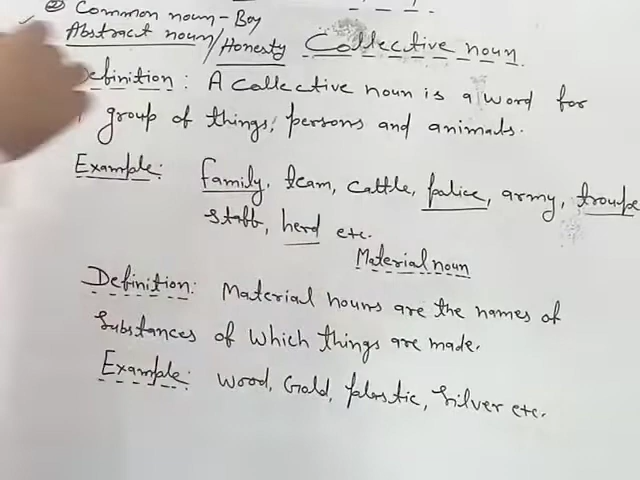 ② Common noun - Boy
Abstract noun/Honesty
Collective noun
Definition: A collective noun is a word for
group of things, persons and animals.
Example: family, team, cattle, police, army, troupe
staff, herd etc.
Material noun
Definition: Material nouns are the names of
substances of which things are made.
Example: Wood, Gold, plastic, silver etc.